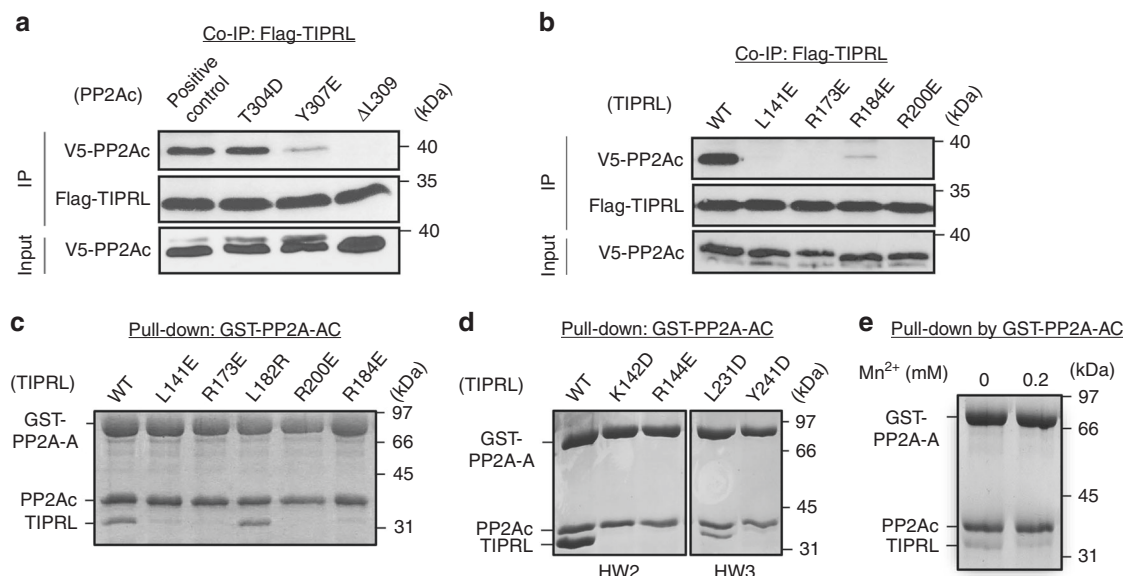 a
Co-IP: Flag-TIPRL
(PP2Ac) Positive control T304D Y307E ΔL309 (kDa)
IP
V5-PP2Ac 40
Flag-TIPRL 35
40
Input
V5-PP2Ac
b
Co-IP: Flag-TIPRL
(TIPRL) WT L141E R173E R184E R200E (kDa)
IP
V5-PP2Ac 40
Flag-TIPRL 35
40
Input
V5-PP2Ac
c
Pull-down: GST-PP2A-AC
(TIPRL) WT L141E R173E L182R R200E R184E (kDa)
97
GST-
PP2A-A 66
45
PP2Ac
TIPRL 31
d
Pull-down: GST-PP2A-AC
(TIPRL) WT K142D R144E L231D Y241D (kDa)
97
GST-
PP2A-A 66
45
PP2Ac
TIPRL 31
HW2 HW3
e
Pull-down by GST-PP2A-AC
Mn²⁺ (mM) 0 0.2 (kDa)
97
GST-
PP2A-A 66
45
PP2Ac
TIPRL 31